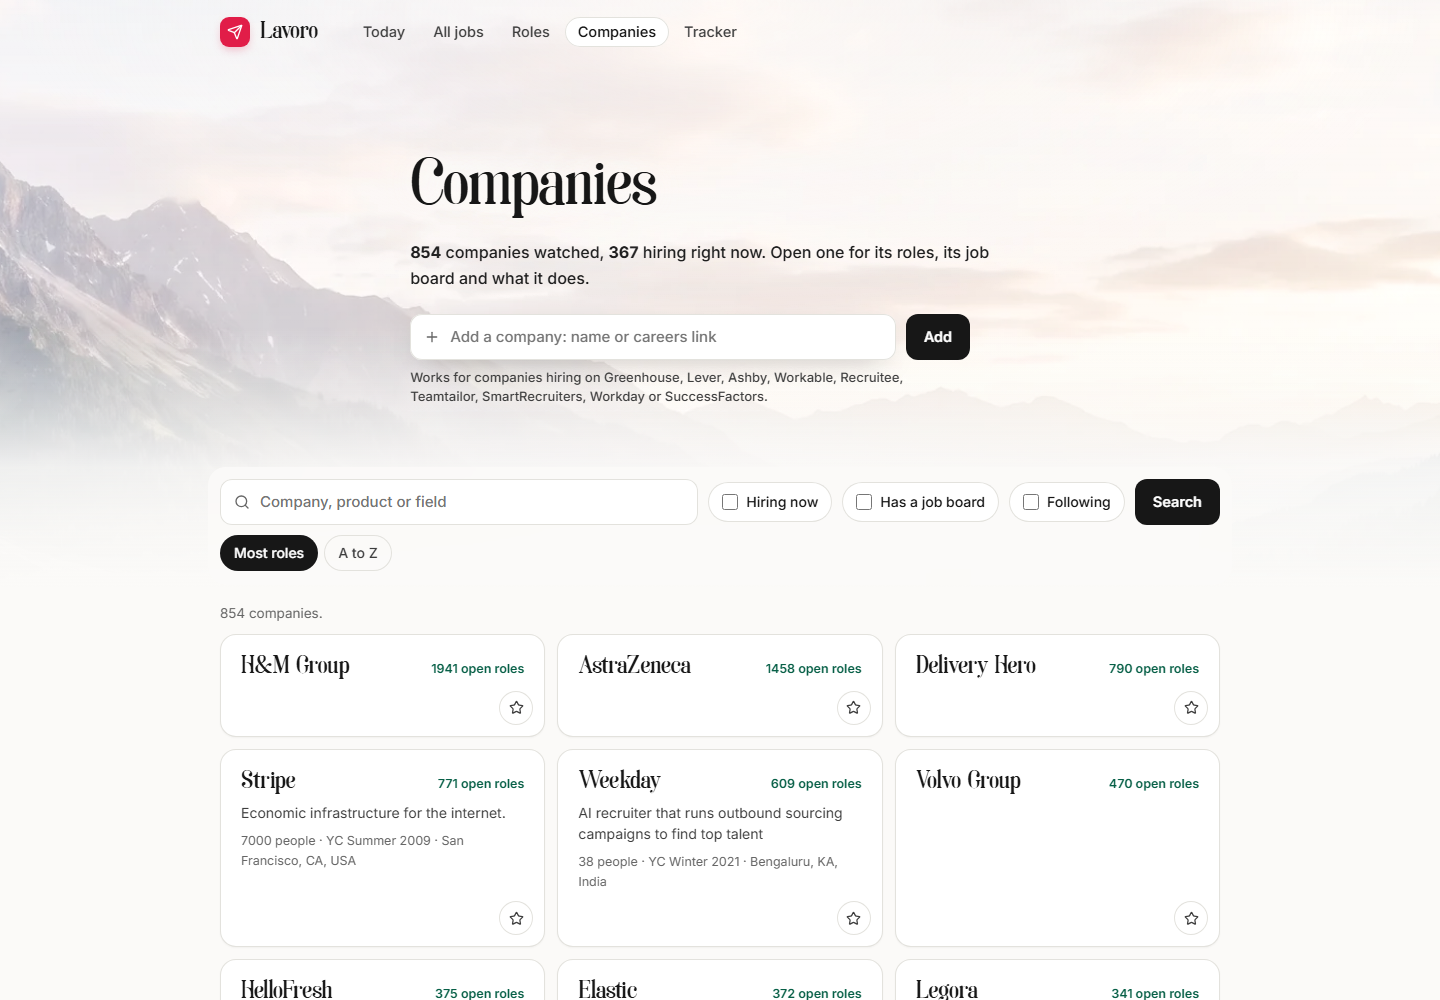 Lavoro
Today
All jobs
Roles
Companies
Tracker
Companies
854 companies watched, 367 hiring right now. Open one for its roles, its job
board and what it does.
Add a company: name or careers link
Add
Works for companies hiring on Greenhouse, Lever, Ashby, Workable, Recruitee,
Teamtailor, SmartRecruiters, Workday or SuccessFactors.
Company, product or field
Hiring now
Has a job board
Following
Search
Most roles
A to Z
854 companies.
H&M Group
1941 open roles
AstraZeneca
1458 open roles
Delivery Hero
790 open roles
Stripe
771 open roles
Economic infrastructure for the internet.
7000 people · YC Summer 2009 · San
Francisco, CA, USA
Weekday
609 open roles
AI recruiter that runs outbound sourcing
campaigns to find top talent
38 people · YC Winter 2021 · Bengaluru, KA,
India
Volvo Group
470 open roles
HelloFresh
375 open roles
Elastic
372 open roles
Legora
341 open roles